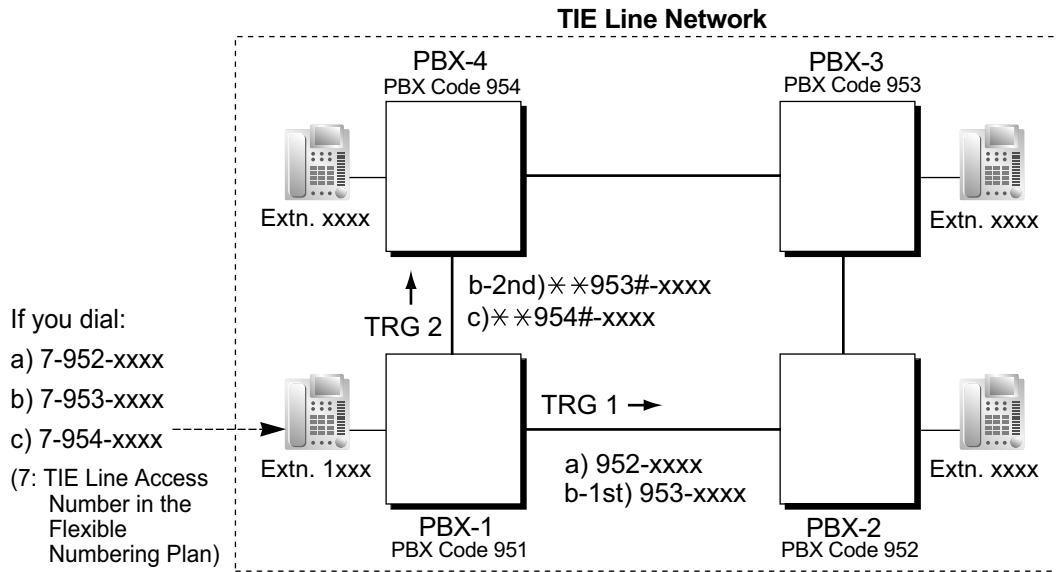 TIE Line Network
PBX-4
PBX Code 954
PBX-3
PBX Code 953
Extn. xxxx
Extn. xxxx
b-2nd)✳✳953#-xxxx
c)✳✳954#-xxxx
TRG 2
If you dial:
a) 7-952-xxxx
b) 7-953-xxxx
c) 7-954-xxxx
(7: TIE Line Access
Number in the
Flexible
Numbering Plan)
Extn. 1xxx
TRG 1
a) 952-xxxx
b-1st) 953-xxxx
Extn. xxxx
PBX-1
PBX Code 951
PBX-2
PBX Code 952